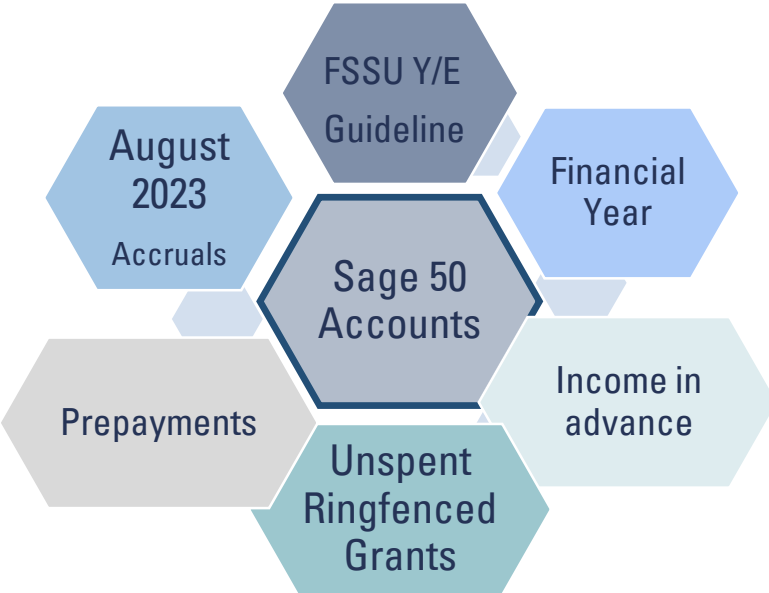 FSSU Y/E
Guideline
August
2023
Accruals
Financial
Year
Sage 50
Accounts
Prepayments
Income in
advance
Unspent
Ringfenced
Grants